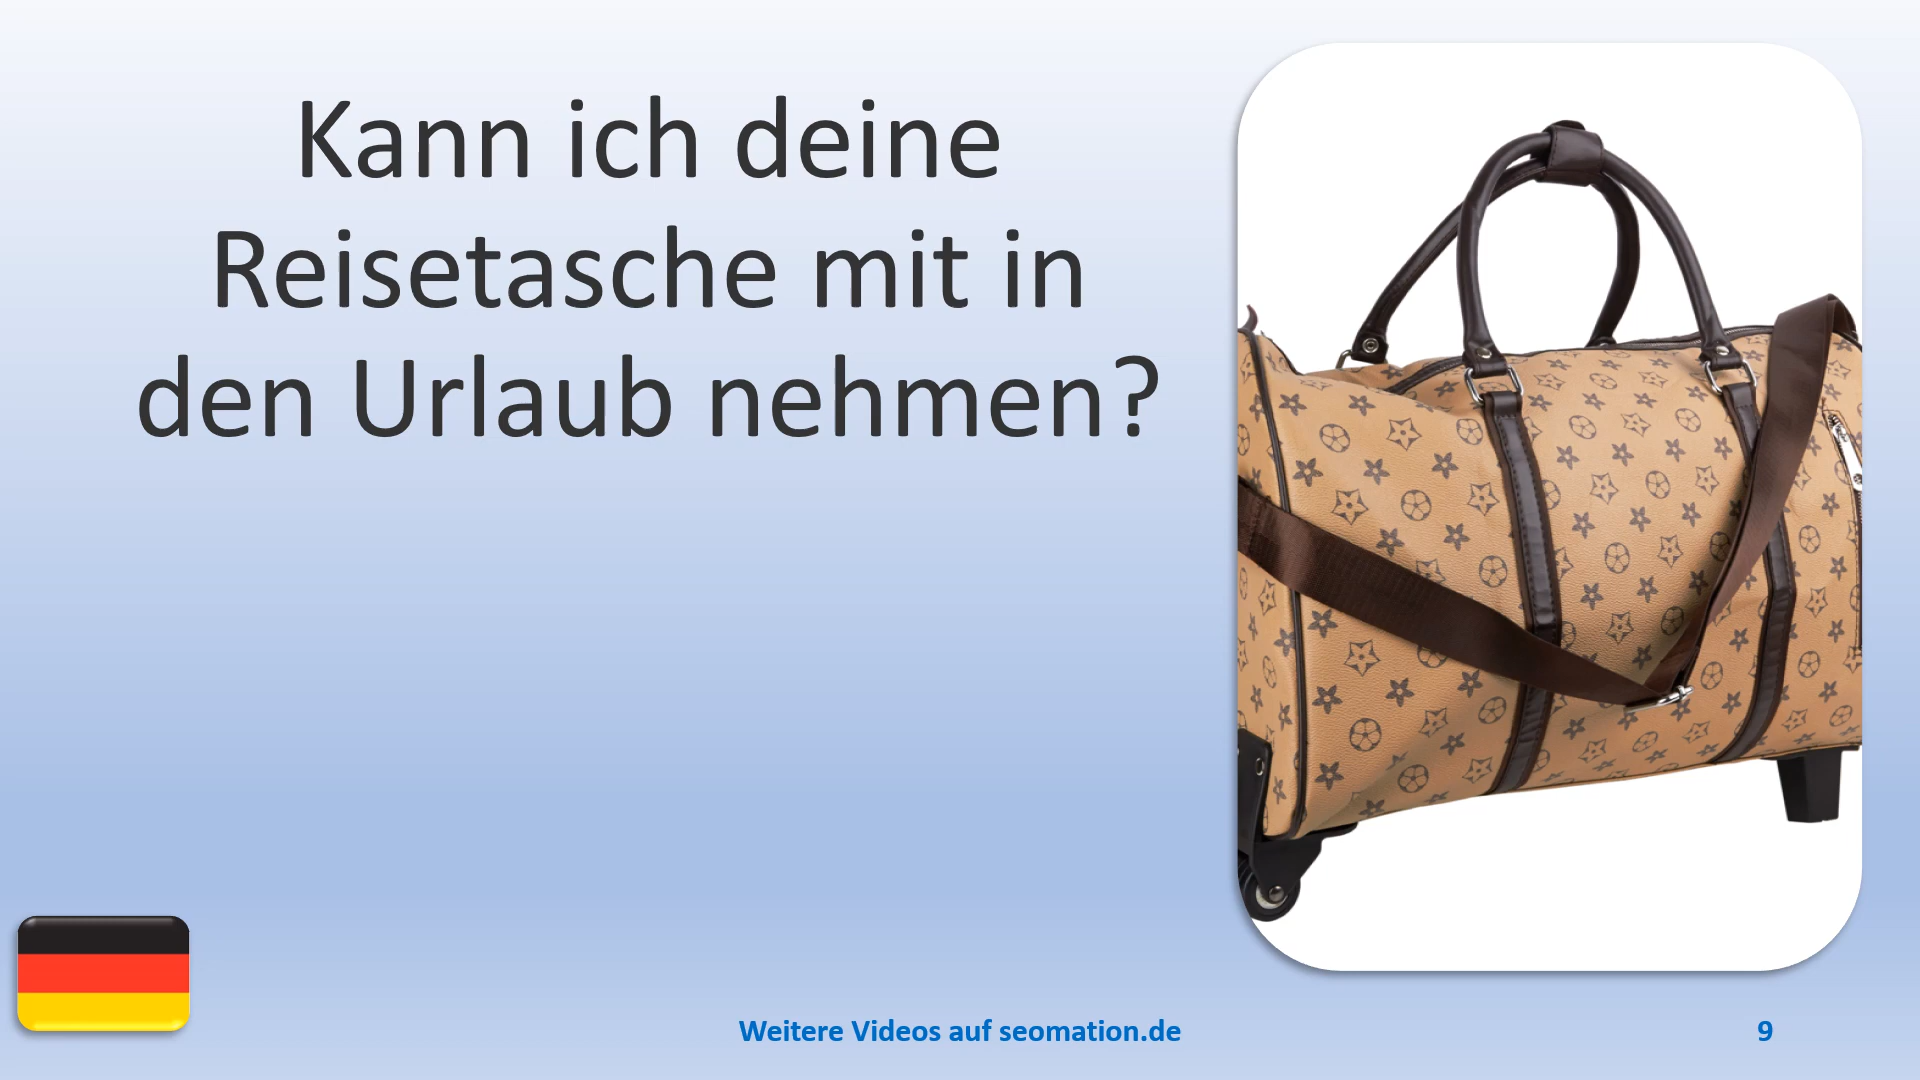 Kann ich deine
Reisetasche mit in
den Urlaub nehmen?
Weitere Videos auf seomation.de
9